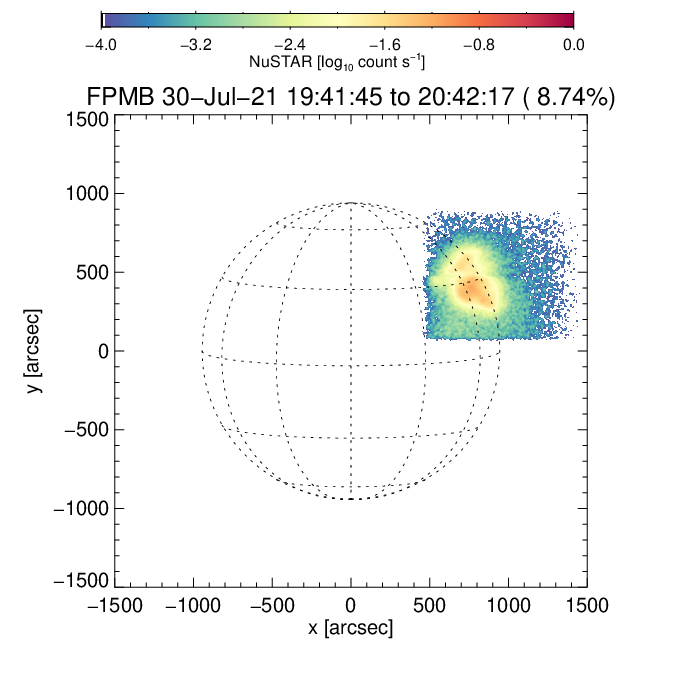 −4.0 −3.2 −2.4 −1.6 −0.8 0.0
NuSTAR [log10 count s−1]
FPMB 30−Jul−21 19:41:45 to 20:42:17 ( 8.74%)
1500
1000
500
0
−500
−1000
−1500
y [arcsec]
−1500 −1000 −500 0 500 1000 1500
x [arcsec]